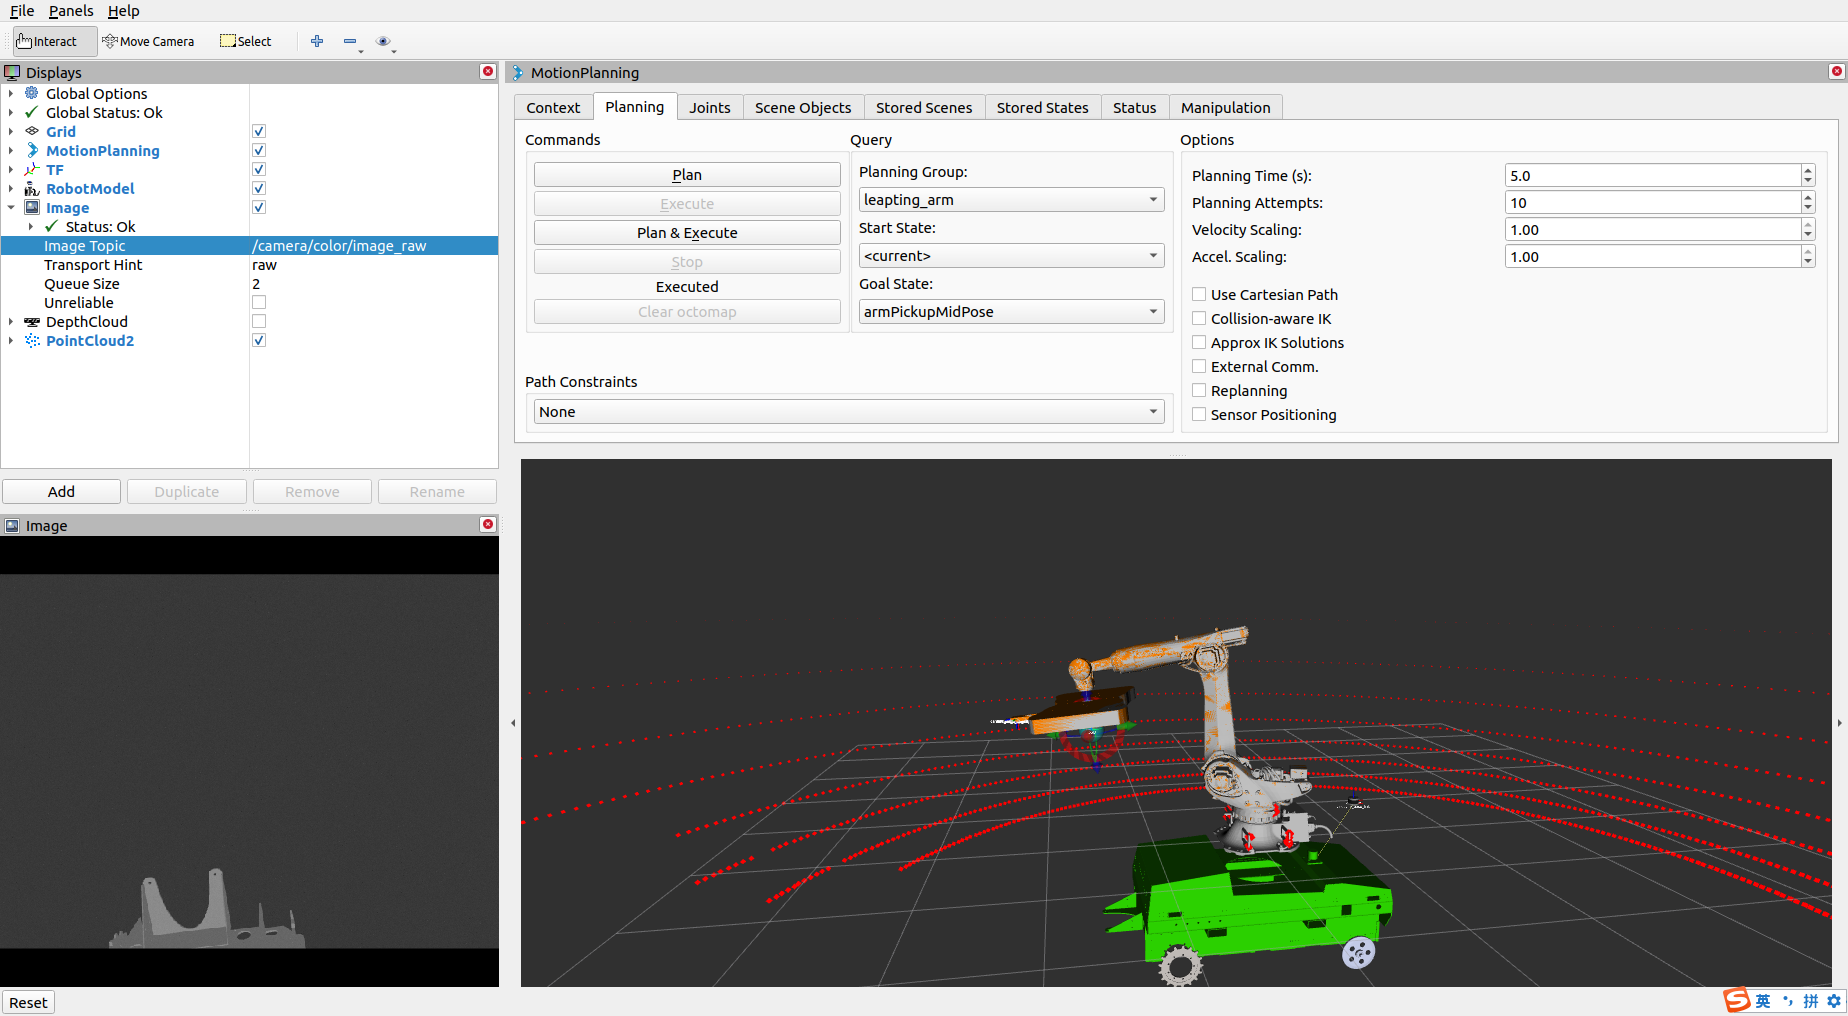 File Panels Help
Interact Move Camera Select
Displays
Global Options
Global Status: Ok
Grid
MotionPlanning
TF
RobotModel
Image
Status: Ok
Image Topic /camera/color/image_raw
Transport Hint raw
Queue Size 2
Unreliable
DepthCloud
PointCloud2
Add Duplicate Remove Rename
Image
Reset
MotionPlanning
Context Planning Joints Scene Objects Stored Scenes Stored States Status Manipulation
Commands
Plan
Execute
Plan & Execute
Stop
Executed
Clear octomap
Query
Planning Group:
leapting_arm
Start State:
<current>
Goal State:
armPickupMidPose
Path Constraints
None
Options
Planning Time (s): 5.0
Planning Attempts: 10
Velocity Scaling: 1.00
Accel. Scaling: 1.00
Use Cartesian Path
Collision-aware IK
Approx IK Solutions
External Comm.
Replanning
Sensor Positioning
S 英 拼